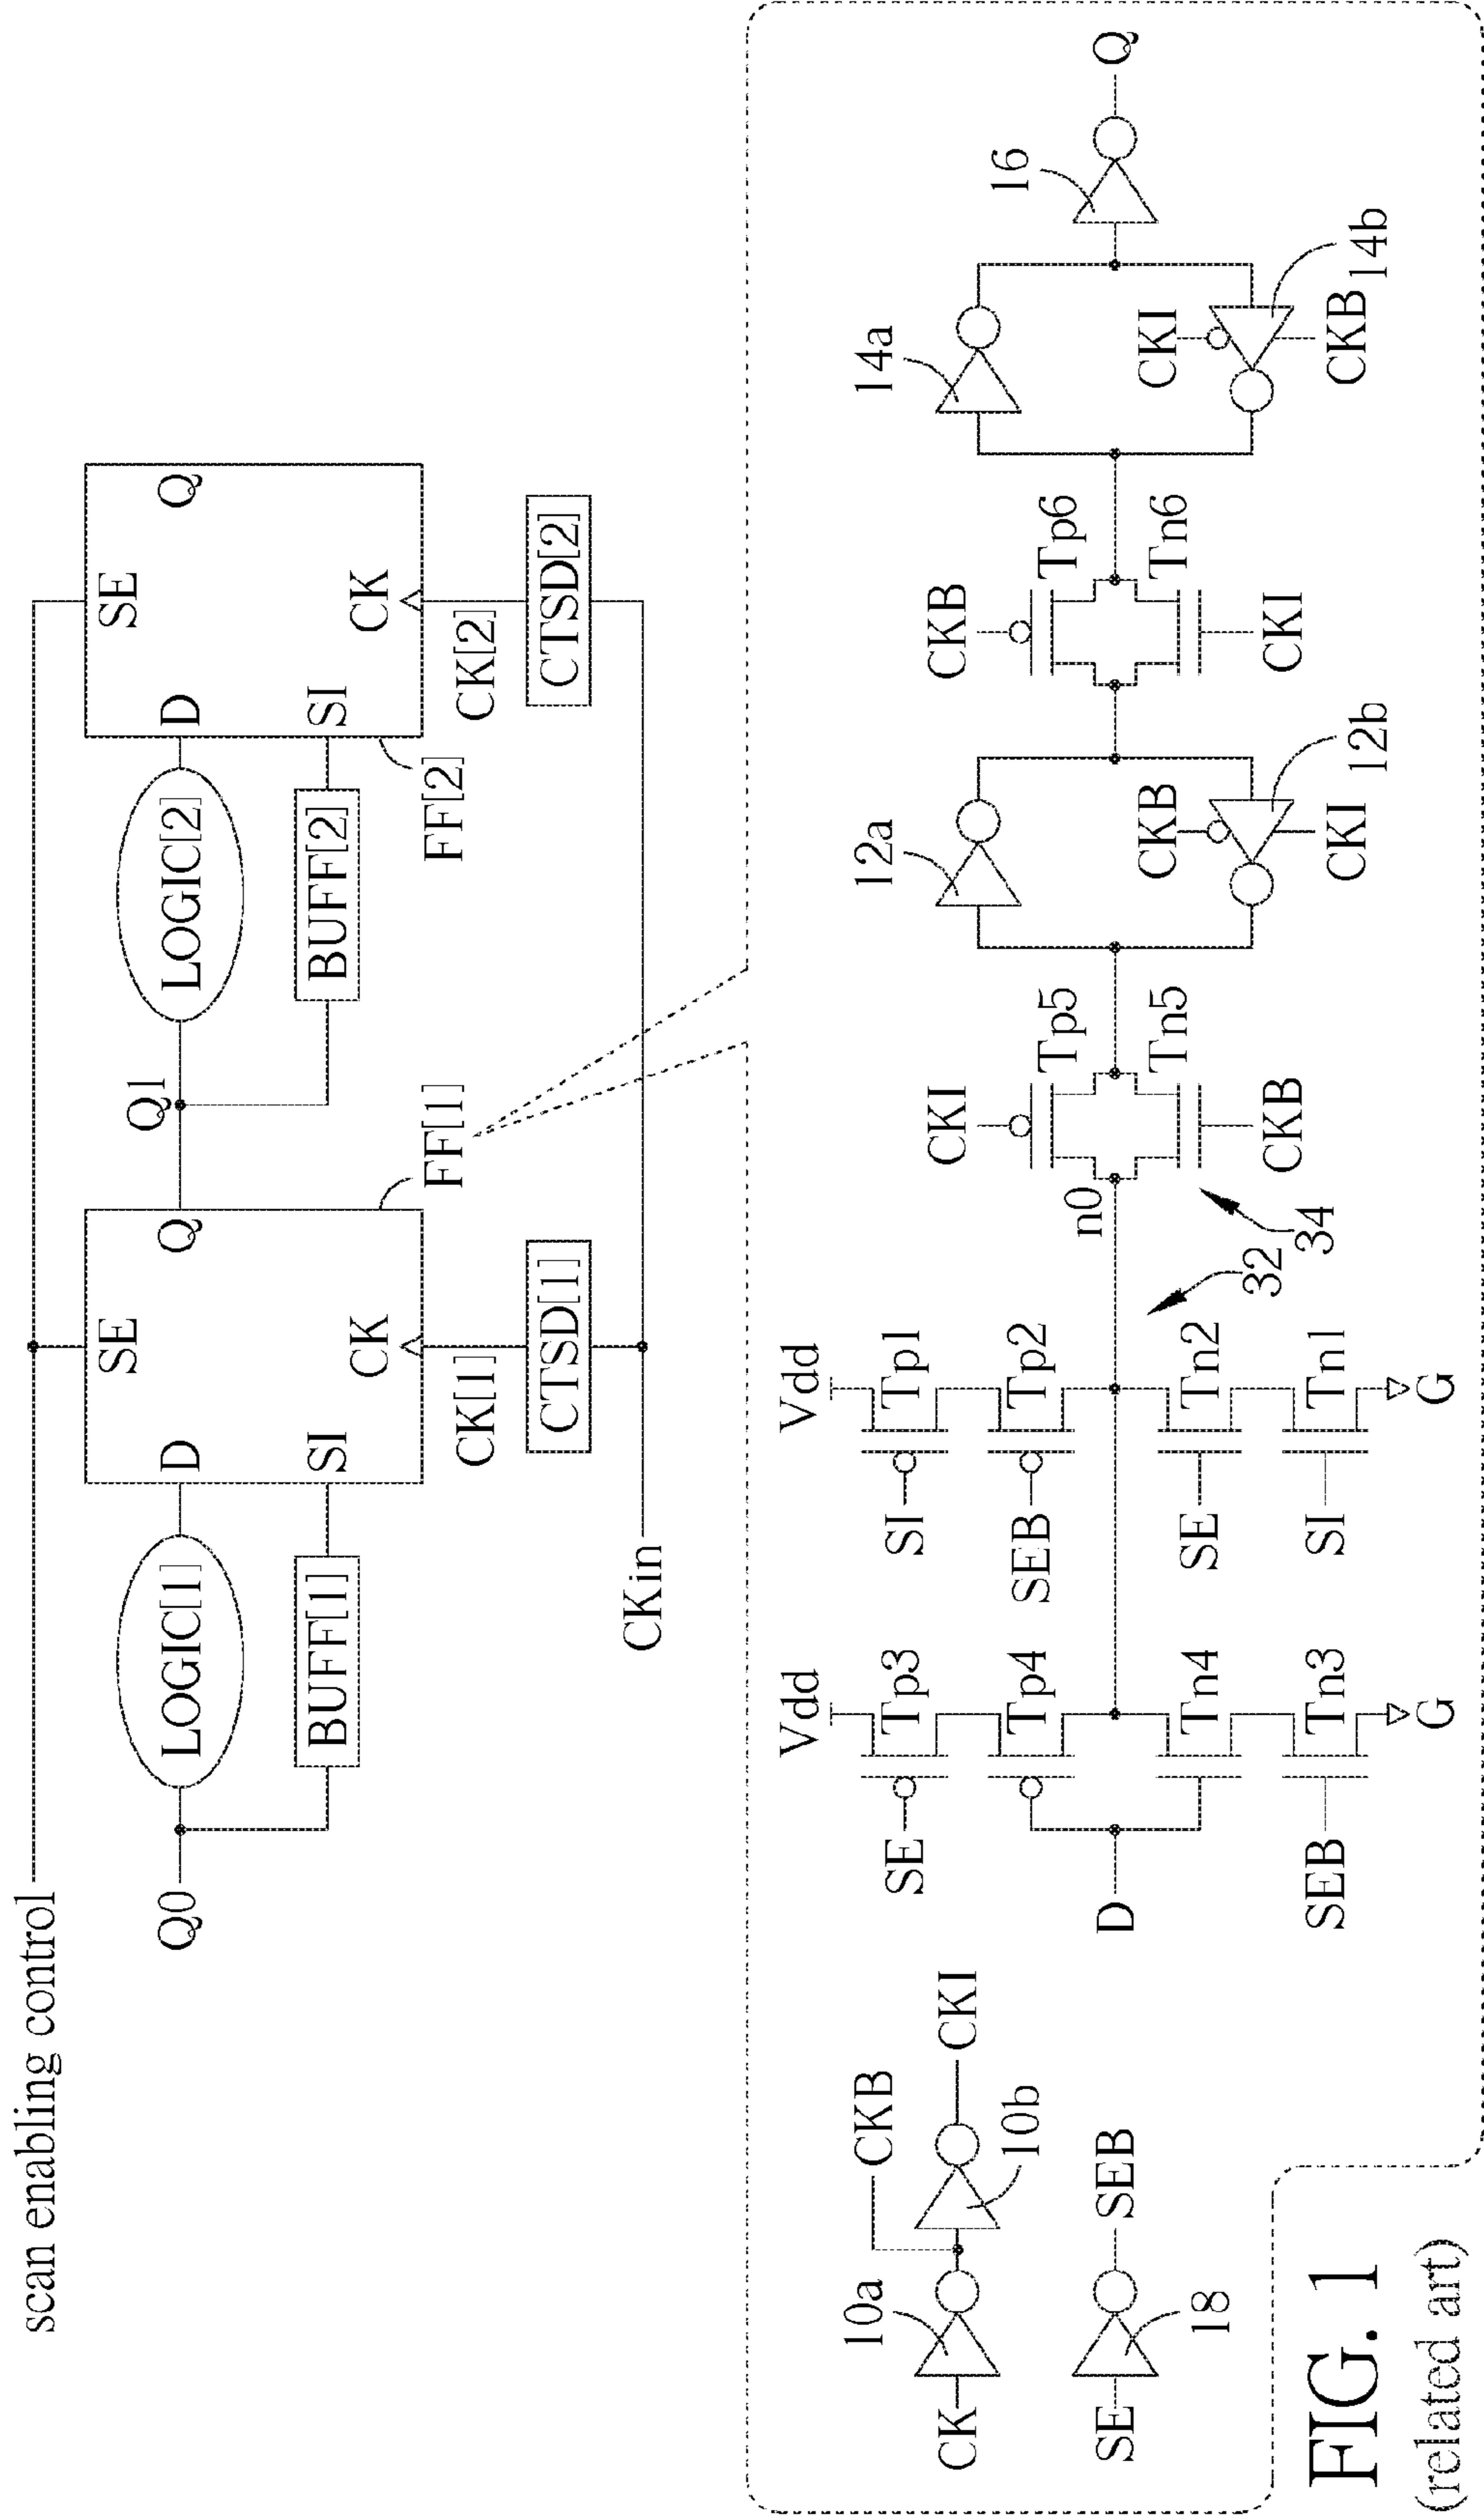 scan enabling control
SE
SE
Q0
LOGIC[1]
D
Q
Q1
LOGIC[2]
D
Q
BUFF[1]
SI
CK
BUFF[2]
SI
CK
CK[1]
FF[1]
FF[2]
CK[2]
CTSD[1]
CTSD[2]
CKin
Vdd
Vdd
10a
CKB
SE
Tp3
SI
Tp1
12a
14a
CK
CKI
CKI
CKB
10b
SEB
Tp4
Tp2
Tp5
Tp6
16
n0
D
Q
SE
SEB
CKB
CKI
18
Tn4
SE
Tn2
Tn5
Tn6
32
34
CKB
CKI
SEB
Tn3
SI
Tn1
CKI
12b
CKB
14b
G
G
FIG. 1
(related art)